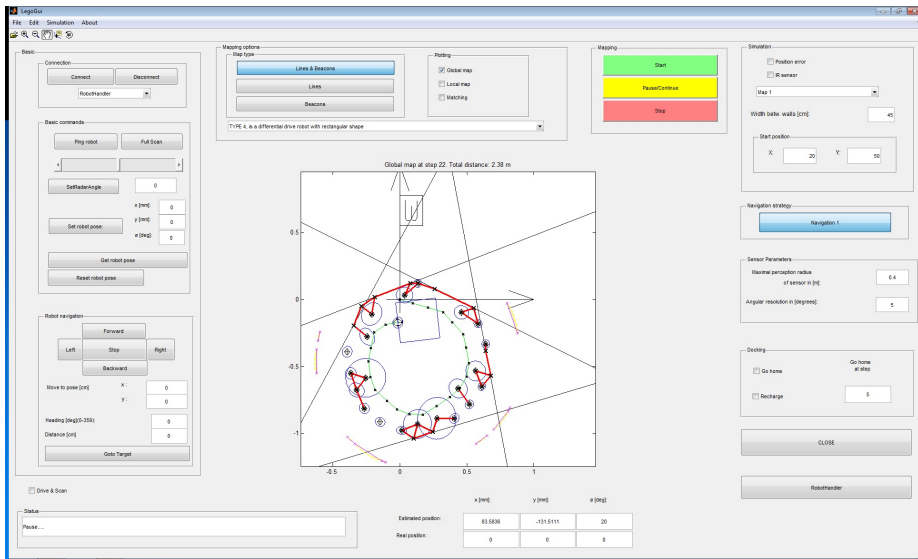 LegoGui
File Edit Simulation About
Basic
Connection
Connect Disconnect
RobotHandler
Basic commands
Ping robot Full Scan
SetRadarAngle 0
x [mm]: 0
y [mm]: 0
Set robot pose:
ø [deg]: 0
Get robot pose
Reset robot pose
Robot navigation
Forward
Left Stop Right
Backward
Move to pose [cm] x : 0
y : 0
Heading [deg](0-359): 0
Distance [cm] 0
Goto Target
Drive & Scan
Status
Pause....
Mapping options
Map type
Lines & Beacons
Lines
Beacons
Plotting
Global map
Local map
Matching
TYPE 4, is a differential drive robot with rectangular shape
Mapping
Start
Pause/Continue
Stop
Global map at step 22. Total distance: 2.38 m
0.5
0
-0.5
-1
-0.5 0 0.5 1
x [mm]: y [mm]: ø [deg]:
Estimated position: 83.5836 -131.5111 20
Real position: 0 0 0
Simulation
Position error
IR sensor
Map 1
Width betw. walls [cm]: 45
Start position
X: 20 Y: 50
Navigation strategy
Navigation 1
Sensor Parameters
Maximal perception radius
of sensor in [m]: 0.4
Angular resolution in [degrees]: 5
Docking
Go home
at step
Go home
Recharge 5
CLOSE
RobotHandler